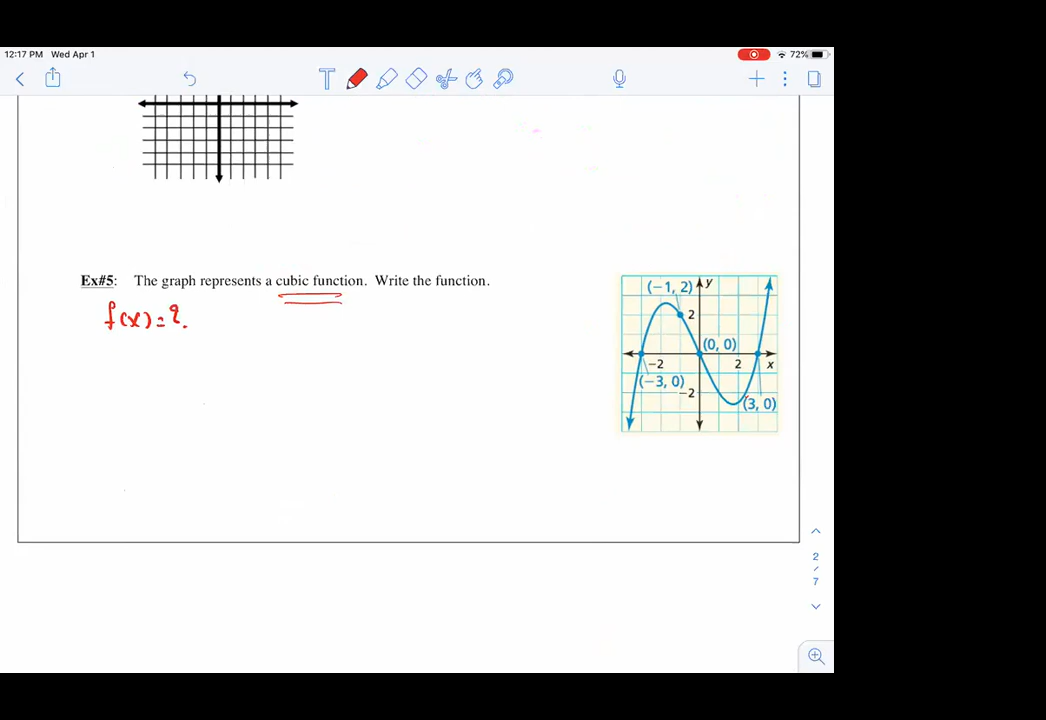 12:17 PM Wed Apr 1
72%
Ex#5: The graph represents a cubic function. Write the function.
f(x)=?
(−1, 2)
y
2
(0, 0)
−2
2
x
(−3, 0)
−2
(3, 0)
2
/
7